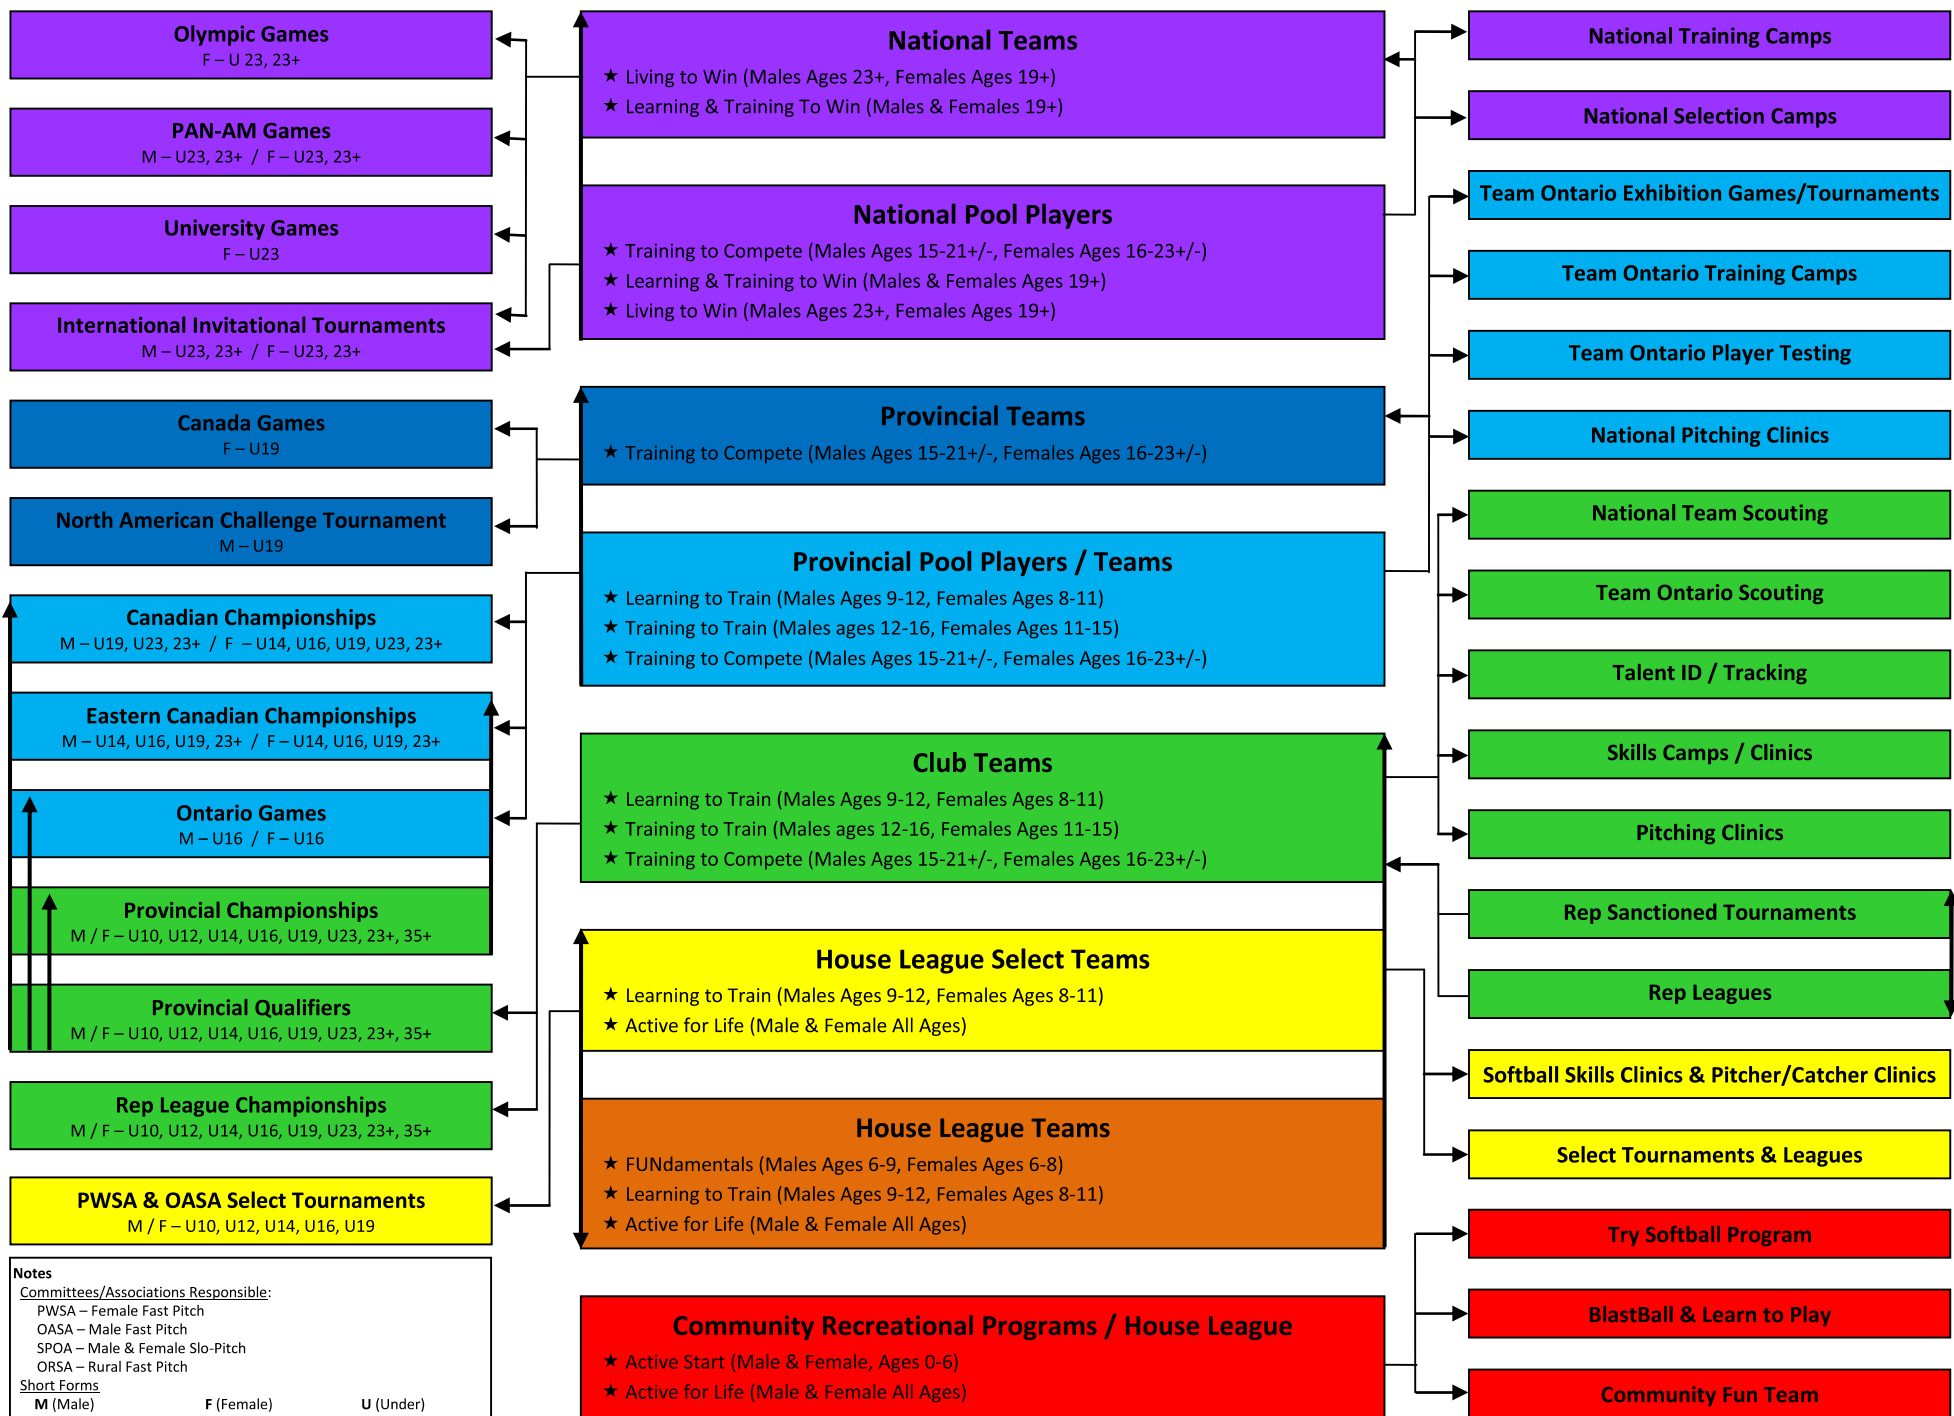 Olympic Games
F – U 23, 23+
PAN-AM Games
M – U23, 23+ / F – U23, 23+
University Games
F – U23
International Invitational Tournaments
M – U23, 23+ / F – U23, 23+
Canada Games
F – U19
North American Challenge Tournament
M – U19
Canadian Championships
M – U19, U23, 23+ / F – U14, U16, U19, U23, 23+
Eastern Canadian Championships
M – U14, U16, U19, 23+ / F – U14, U16, U19, 23+
Ontario Games
M – U16 / F – U16
Provincial Championships
M / F – U10, U12, U14, U16, U19, U23, 23+, 35+
Provincial Qualifiers
M / F – U10, U12, U14, U16, U19, U23, 23+, 35+
Rep League Championships
M / F – U10, U12, U14, U16, U19, U23, 23+, 35+
PWSA & OASA Select Tournaments
M / F – U10, U12, U14, U16, U19
Notes
Committees/Associations Responsible:
PWSA – Female Fast Pitch
OASA – Male Fast Pitch
SPOA – Male & Female Slo-Pitch
ORSA – Rural Fast Pitch
Short Forms
M (Male) F (Female) U (Under)
National Teams
★ Living to Win (Males Ages 23+, Females Ages 19+)
★ Learning & Training To Win (Males & Females 19+)
National Pool Players
★ Training to Compete (Males Ages 15-21+/-, Females Ages 16-23+/-)
★ Learning & Training to Win (Males & Females Ages 19+)
★ Living to Win (Males Ages 23+, Females Ages 19+)
Provincial Teams
★ Training to Compete (Males Ages 15-21+/-, Females Ages 16-23+/-)
Provincial Pool Players / Teams
★ Learning to Train (Males Ages 9-12, Females Ages 8-11)
★ Training to Train (Males ages 12-16, Females Ages 11-15)
★ Training to Compete (Males Ages 15-21+/-, Females Ages 16-23+/-)
Club Teams
★ Learning to Train (Males Ages 9-12, Females Ages 8-11)
★ Training to Train (Males ages 12-16, Females Ages 11-15)
★ Training to Compete (Males Ages 15-21+/-, Females Ages 16-23+/-)
House League Select Teams
★ Learning to Train (Males Ages 9-12, Females Ages 8-11)
★ Active for Life (Male & Female All Ages)
House League Teams
★ FUNdamentals (Males Ages 6-9, Females Ages 6-8)
★ Learning to Train (Males Ages 9-12, Females Ages 8-11)
★ Active for Life (Male & Female All Ages)
Community Recreational Programs / House League
★ Active Start (Male & Female, Ages 0-6)
★ Active for Life (Male & Female All Ages)
National Training Camps
National Selection Camps
Team Ontario Exhibition Games/Tournaments
Team Ontario Training Camps
Team Ontario Player Testing
National Pitching Clinics
National Team Scouting
Team Ontario Scouting
Talent ID / Tracking
Skills Camps / Clinics
Pitching Clinics
Rep Sanctioned Tournaments
Rep Leagues
Softball Skills Clinics & Pitcher/Catcher Clinics
Select Tournaments & Leagues
Try Softball Program
BlastBall & Learn to Play
Community Fun Team